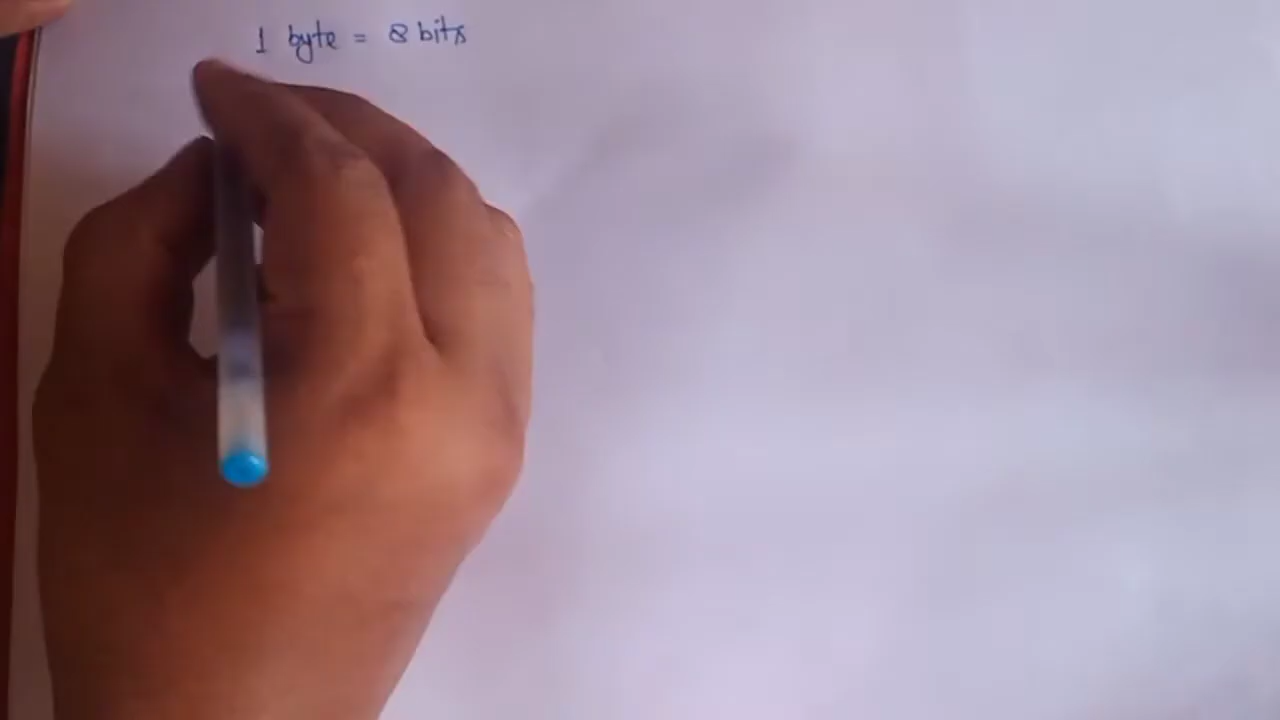 1 byte = 8 bits